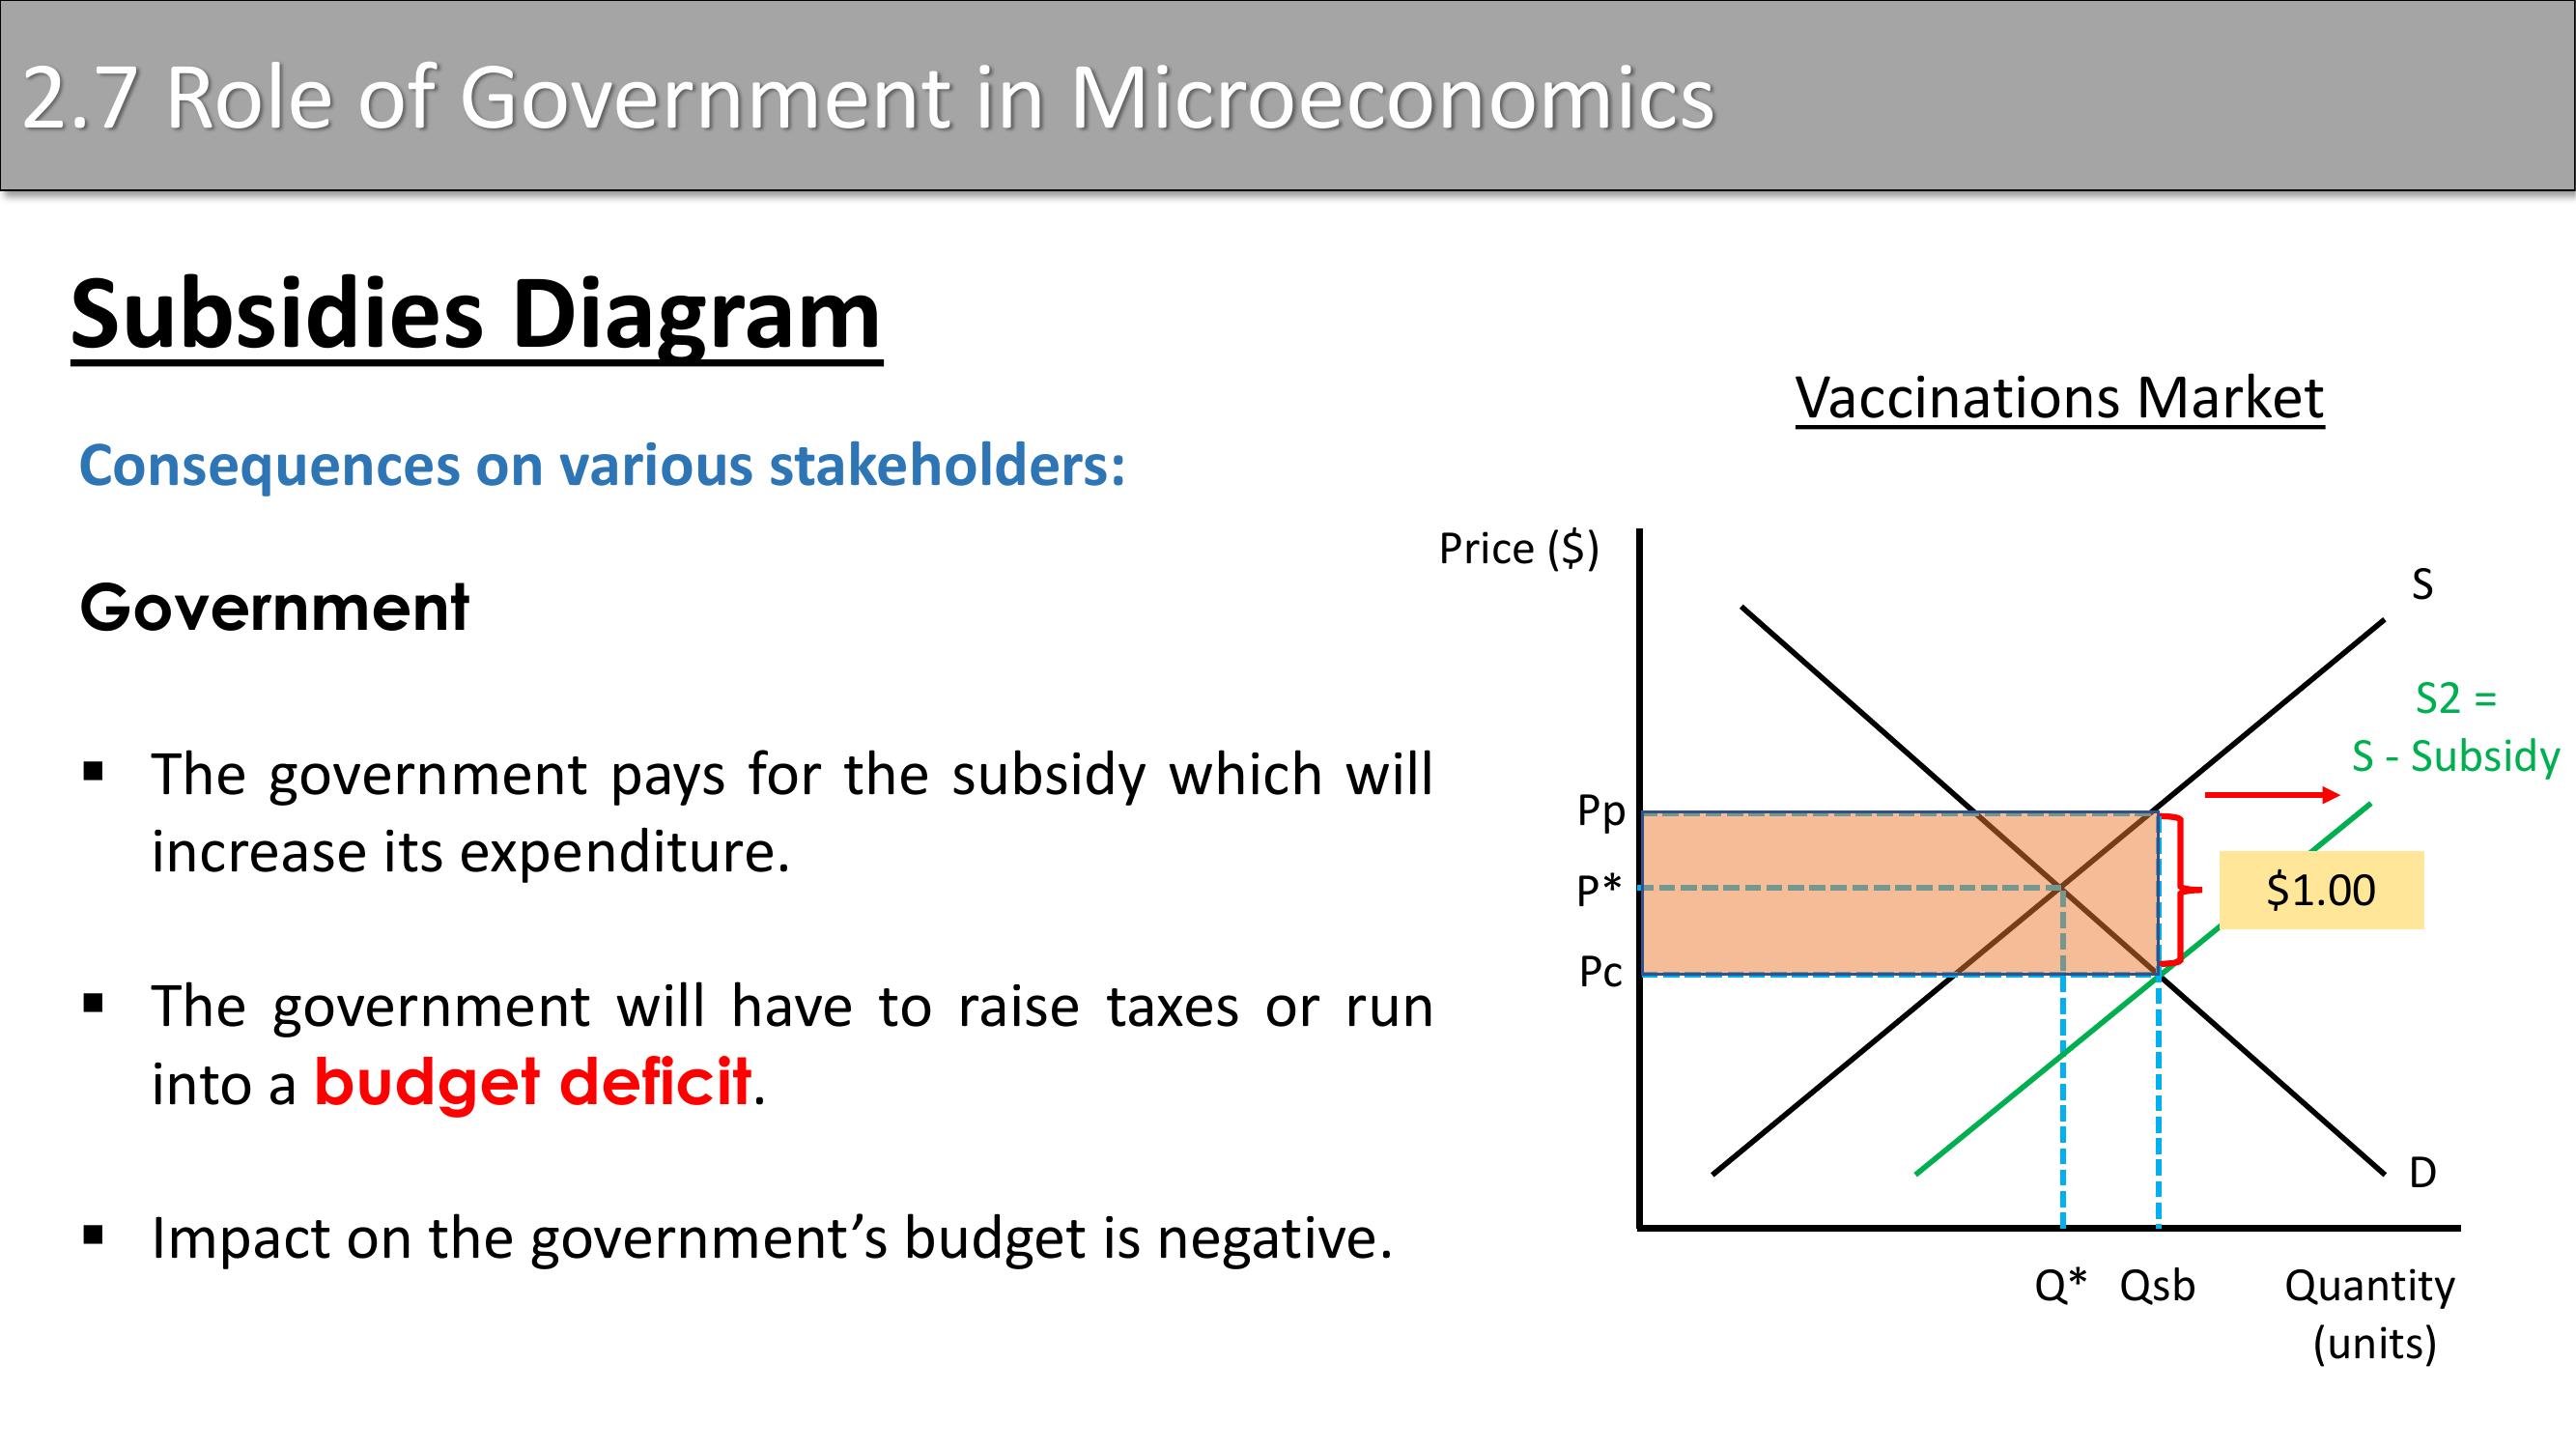 2.7 Role of Government in Microeconomics
Subsidies Diagram
Consequences on various stakeholders:
Government
▪ The government pays for the subsidy which will
increase its expenditure.
▪ The government will have to raise taxes or run
into a budget deficit.
▪ Impact on the government’s budget is negative.
Vaccinations Market
Price ($)
S
S2 =
S - Subsidy
Pp
P*
$1.00
Pc
D
Q* Qsb Quantity
(units)